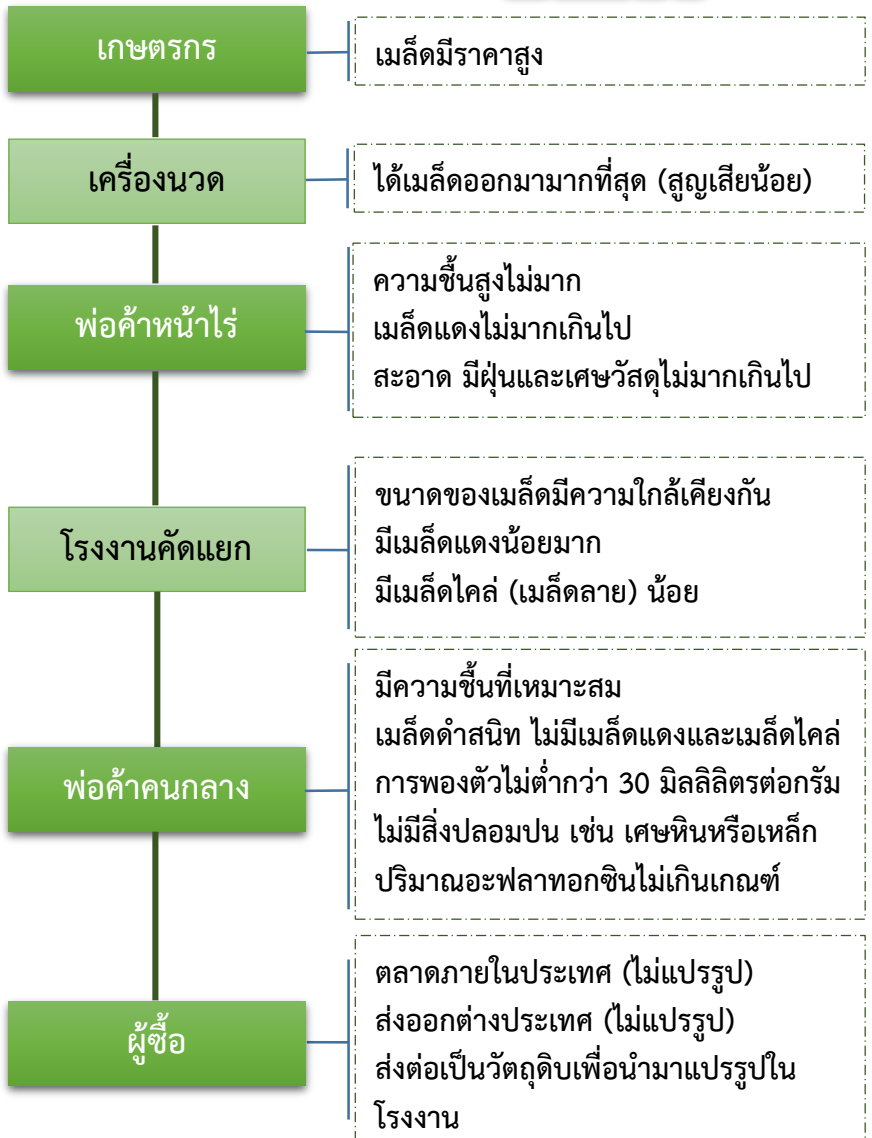 เกษตรกร
เมล็ดมีราคาสูง
เครื่องนวด
ได้เมล็ดออกมามากที่สุด (สูญเสียน้อย)
พ่อค้าหน้าไร่
ความชื้นสูงไม่มาก
เมล็ดแดงไม่มากเกินไป
สะอาด มีฝุ่นและเศษวัสดุไม่มากเกินไป
โรงงานคัดแยก
ขนาดของเมล็ดมีความใกล้เคียงกัน
มีเมล็ดแดงน้อยมาก
มีเมล็ดไคล่ (เมล็ดลาย) น้อย
พ่อค้าคนกลาง
มีความชื้นที่เหมาะสม
เมล็ดดำสนิท ไม่มีเมล็ดแดงและเมล็ดไคล่
การพองตัวไม่ต่ำกว่า 30 มิลลิลิตรต่อกรัม
ไม่มีสิ่งปลอมปน เช่น เศษหินหรือเหล็ก
ปริมาณอะฟลาทอกซินไม่เกินเกณฑ์
ผู้ซื้อ
ตลาดภายในประเทศ (ไม่แปรรูป)
ส่งออกต่างประเทศ (ไม่แปรรูป)
ส่งต่อเป็นวัตถุดิบเพื่อนำมาแปรรูปใน
โรงงาน